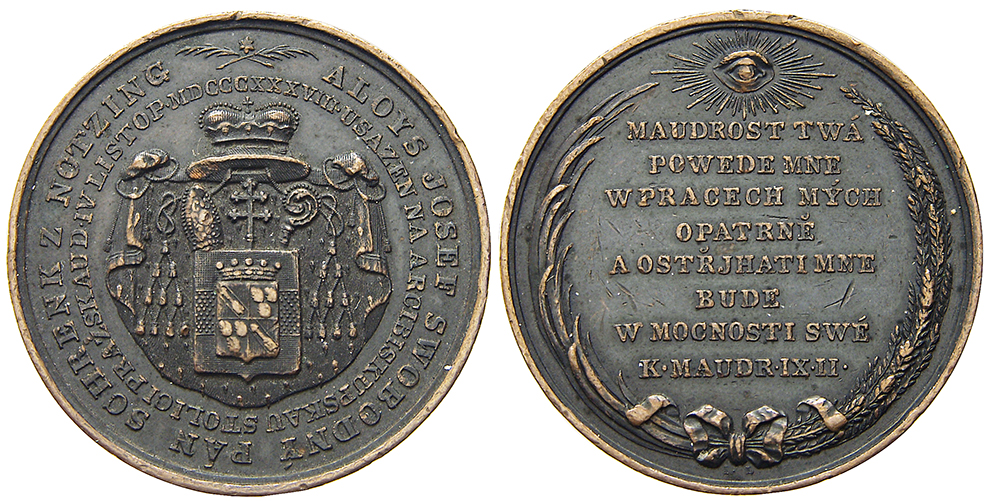 ALOYS JOSEF SWOBODNÝ PÁN SCHRENK Z NOTZING
USAZEN NA ARCIBISKUPSKAU STOLICI PRAŽSKAU D IV LISTOP. MDCCCXXXVIII.
MAUDROST TWÁ
POWEDE MNE
W PRACECH MÝCH
OPATRNĚ
A OSTŘJHATI MNE
BUDE
W MOCNOSTI SWÉ
K·MAUDR·IX·II·